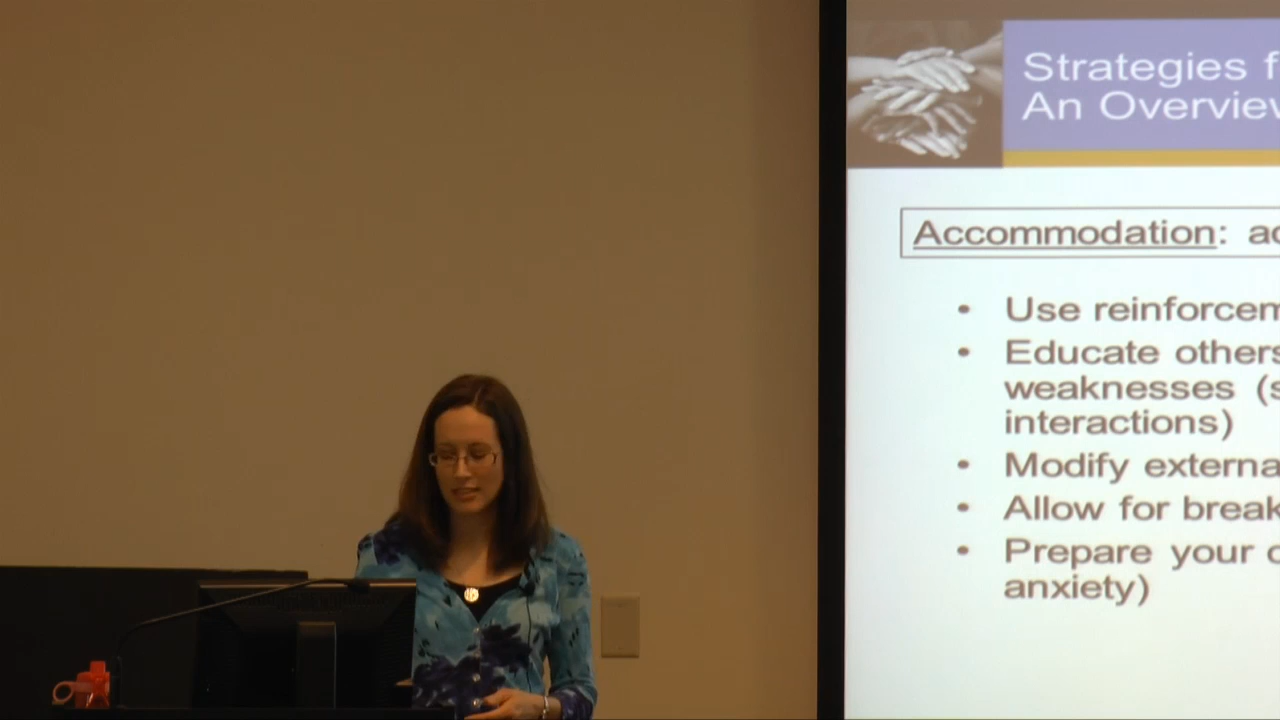 Strategies f
An Overview
Accommodation: ac
• Use reinforcem
• Educate others
weaknesses (s
interactions)
• Modify externa
• Allow for break
• Prepare your c
anxiety)